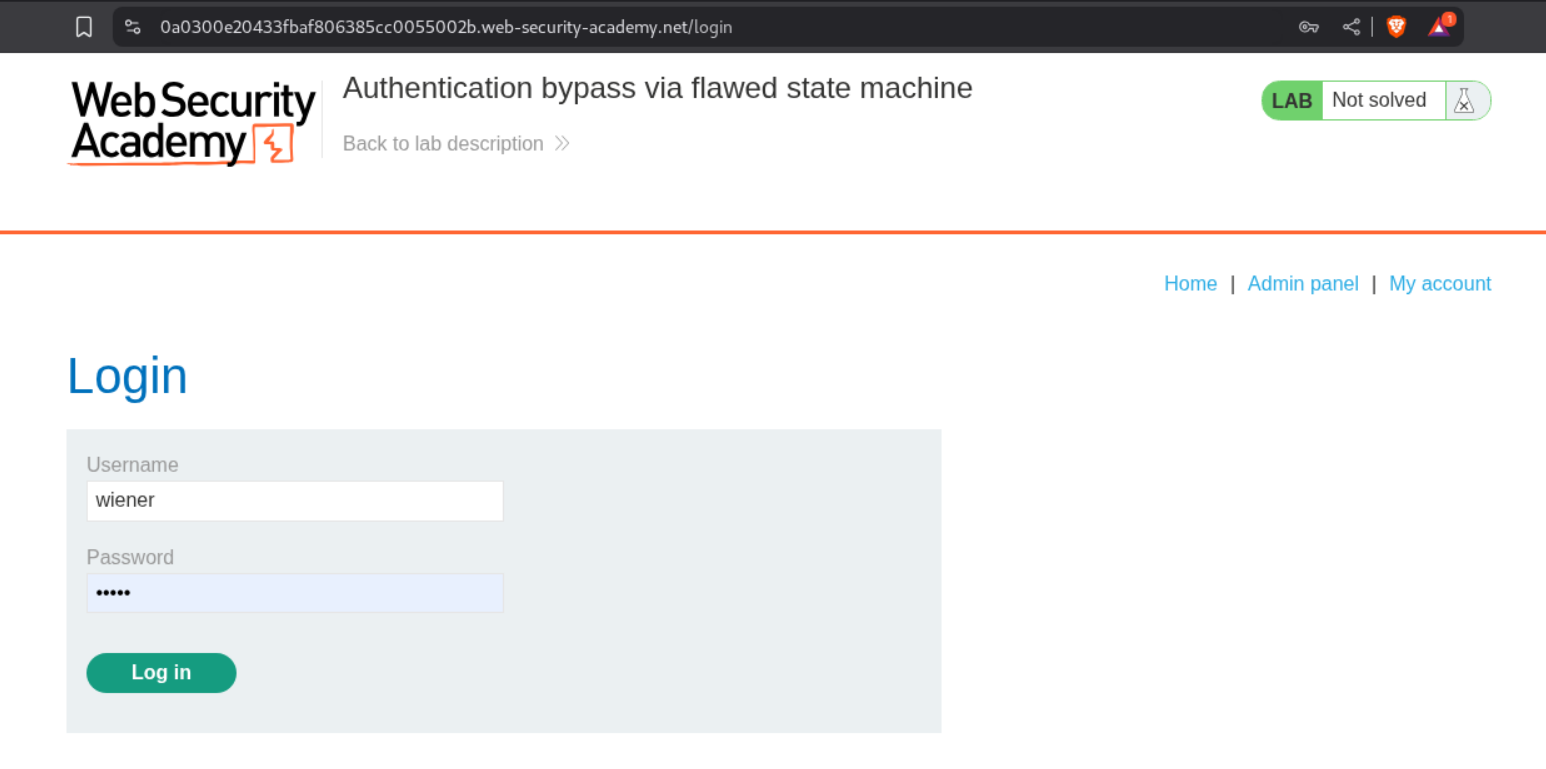 0a0300e20433fbaf806385cc0055002b.web-security-academy.net/login
1
Web Security
Academy
Authentication bypass via flawed state machine
Back to lab description
LAB Not solved
Home | Admin panel | My account
Login
Username
wiener
Password
•••••
Log in